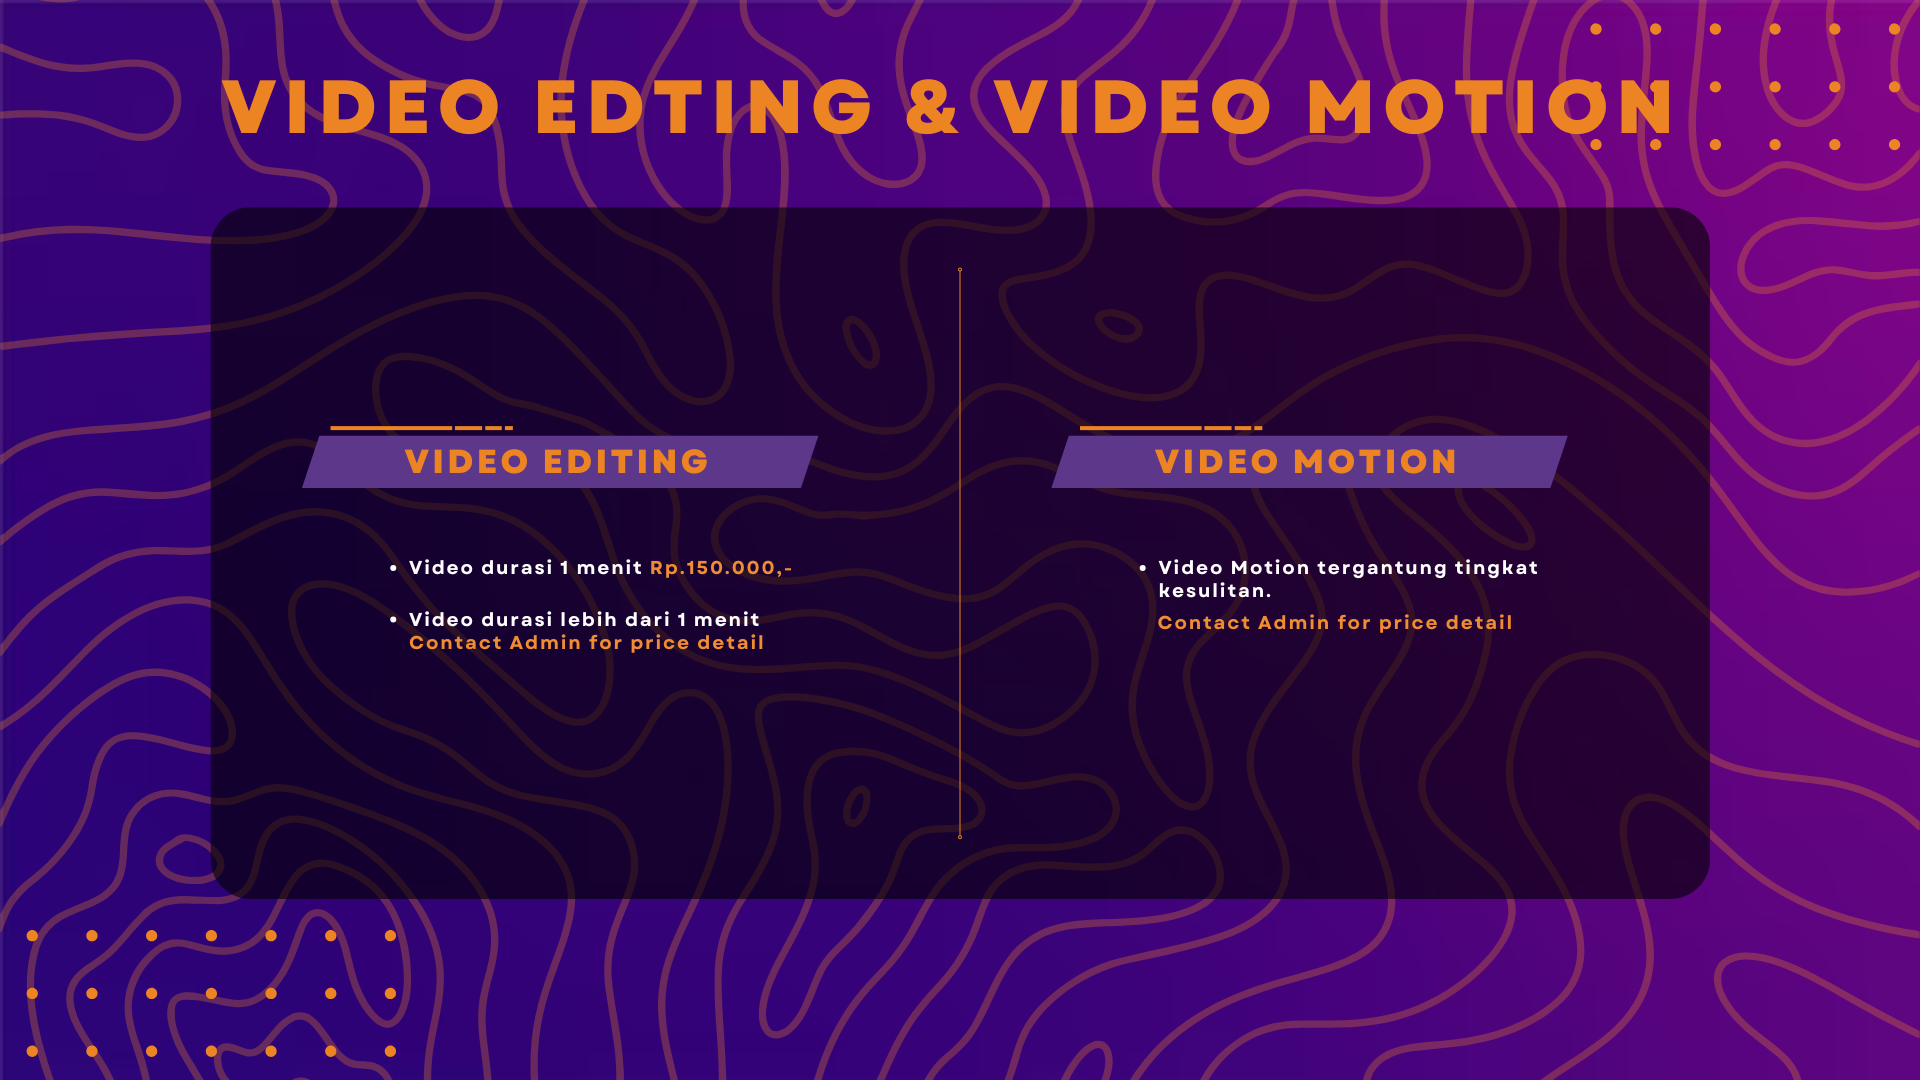 VIDEO EDTING & VIDEO MOTION
VIDEO EDITING
• Video durasi 1 menit Rp.150.000,-
• Video durasi lebih dari 1 menit
Contact Admin for price detail
VIDEO MOTION
• Video Motion tergantung tingkat
kesulitan.
Contact Admin for price detail